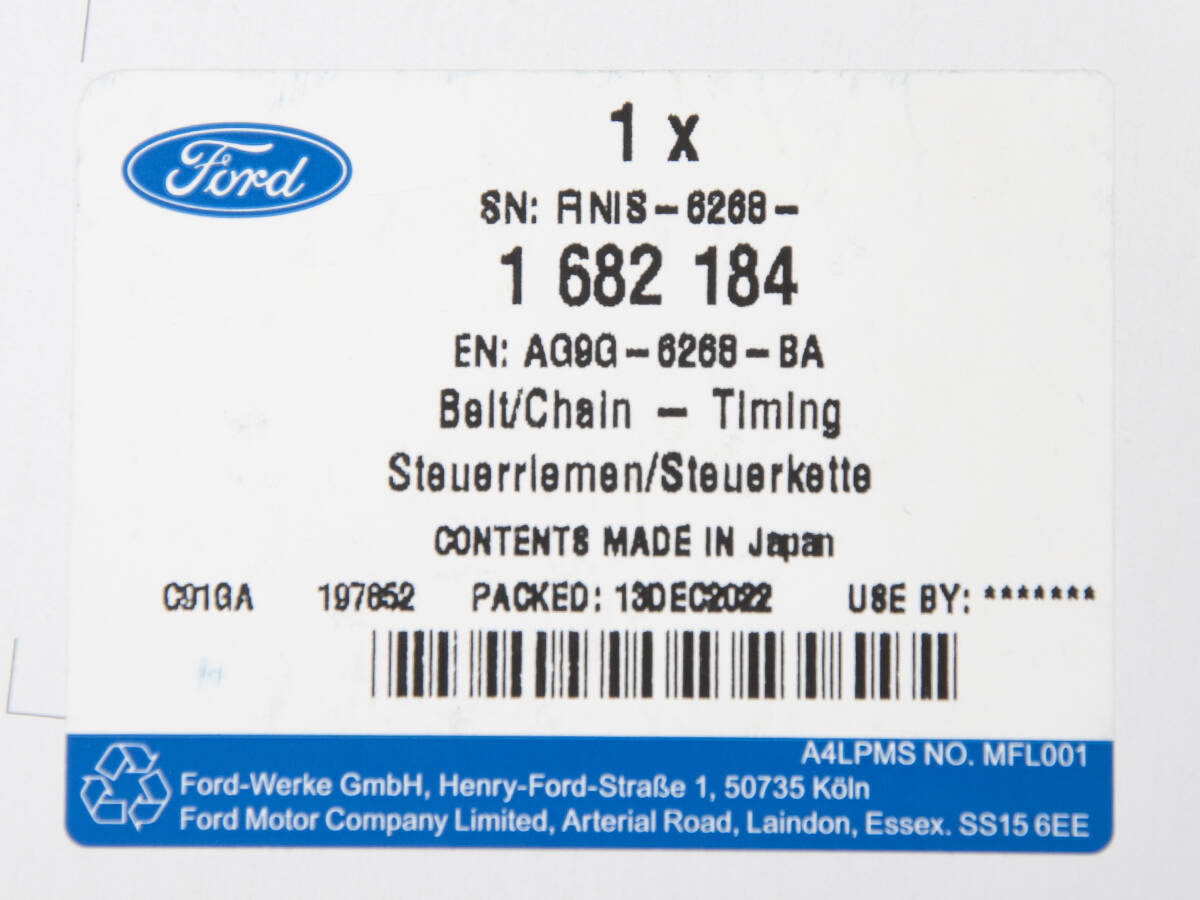 Ford
1 x
SN: FINIS-6268-
1 682 184
EN: AG9G-6268-BA
Belt/Chain - Timing
Steuerriemen/Steuerkette
CONTENTS MADE IN Japan
C91GA 197852 PACKED: 13DEC2022 USE BY: *******
A4LPMS NO. MFL001
Ford-Werke GmbH, Henry-Ford-Straße 1, 50735 Köln
Ford Motor Company Limited, Arterial Road, Laindon, Essex. SS15 6EE